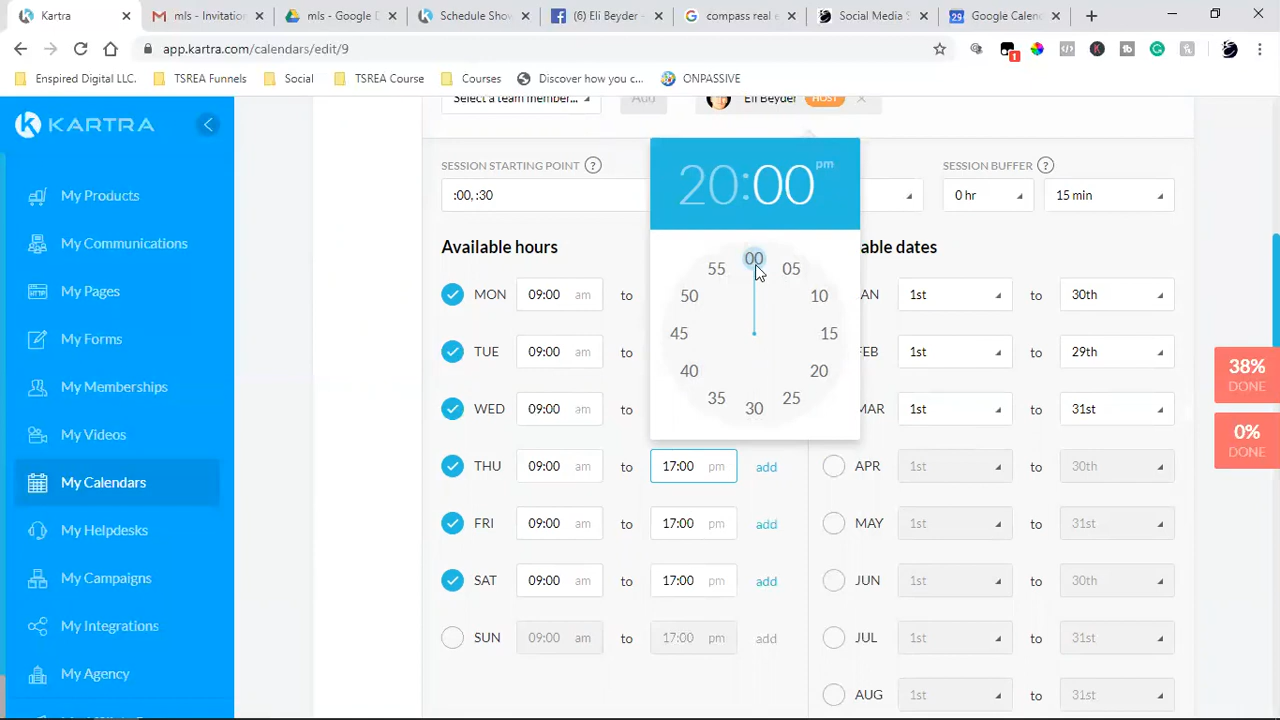 Kartra
mls - Invitation
mls - Google D
Schedule Show
(6) Eli Beyder -
compass real e
Social Media S
29
Google Calend
app.kartra.com/calendars/edit/9
1
Enspired Digital LLC.
TSREA Funnels
Social
TSREA Course
Courses
Discover how you...
ONPASSIVE
KARTRA
My Products
My Communications
My Pages
My Forms
My Memberships
My Videos
My Calendars
My Helpdesks
My Campaigns
My Integrations
My Agency
Select a team member...
Add
Eli Beyder
HOST
SESSION STARTING POINT ?
SESSION BUFFER ?
:00, :30
0 hr
15 min
20:00 pm
00
05
10
15
20
25
30
35
40
45
50
55
Available hours
MON 09:00 am to
TUE 09:00 am to
WED 09:00 am to
THU 09:00 am to 17:00 pm add
FRI 09:00 am to 17:00 pm add
SAT 09:00 am to 17:00 pm add
SUN 09:00 am to 17:00 pm add
able dates
AN 1st to 30th
FEB 1st to 29th
MAR 1st to 31st
APR 1st to 30th
MAY 1st to 31st
JUN 1st to 30th
JUL 1st to 31st
AUG 1st to 31st
38%
DONE
0%
DONE